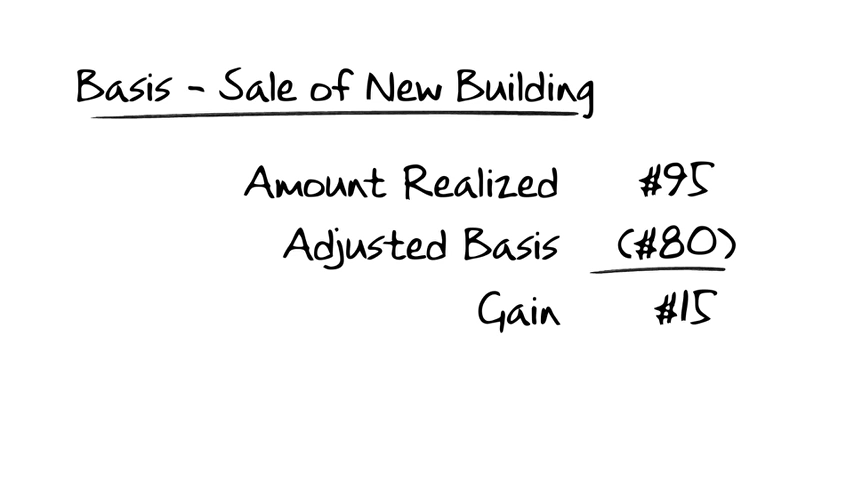 Basis - Sale of New Building
Amount Realized #95
Adjusted Basis (#80)
Gain #15